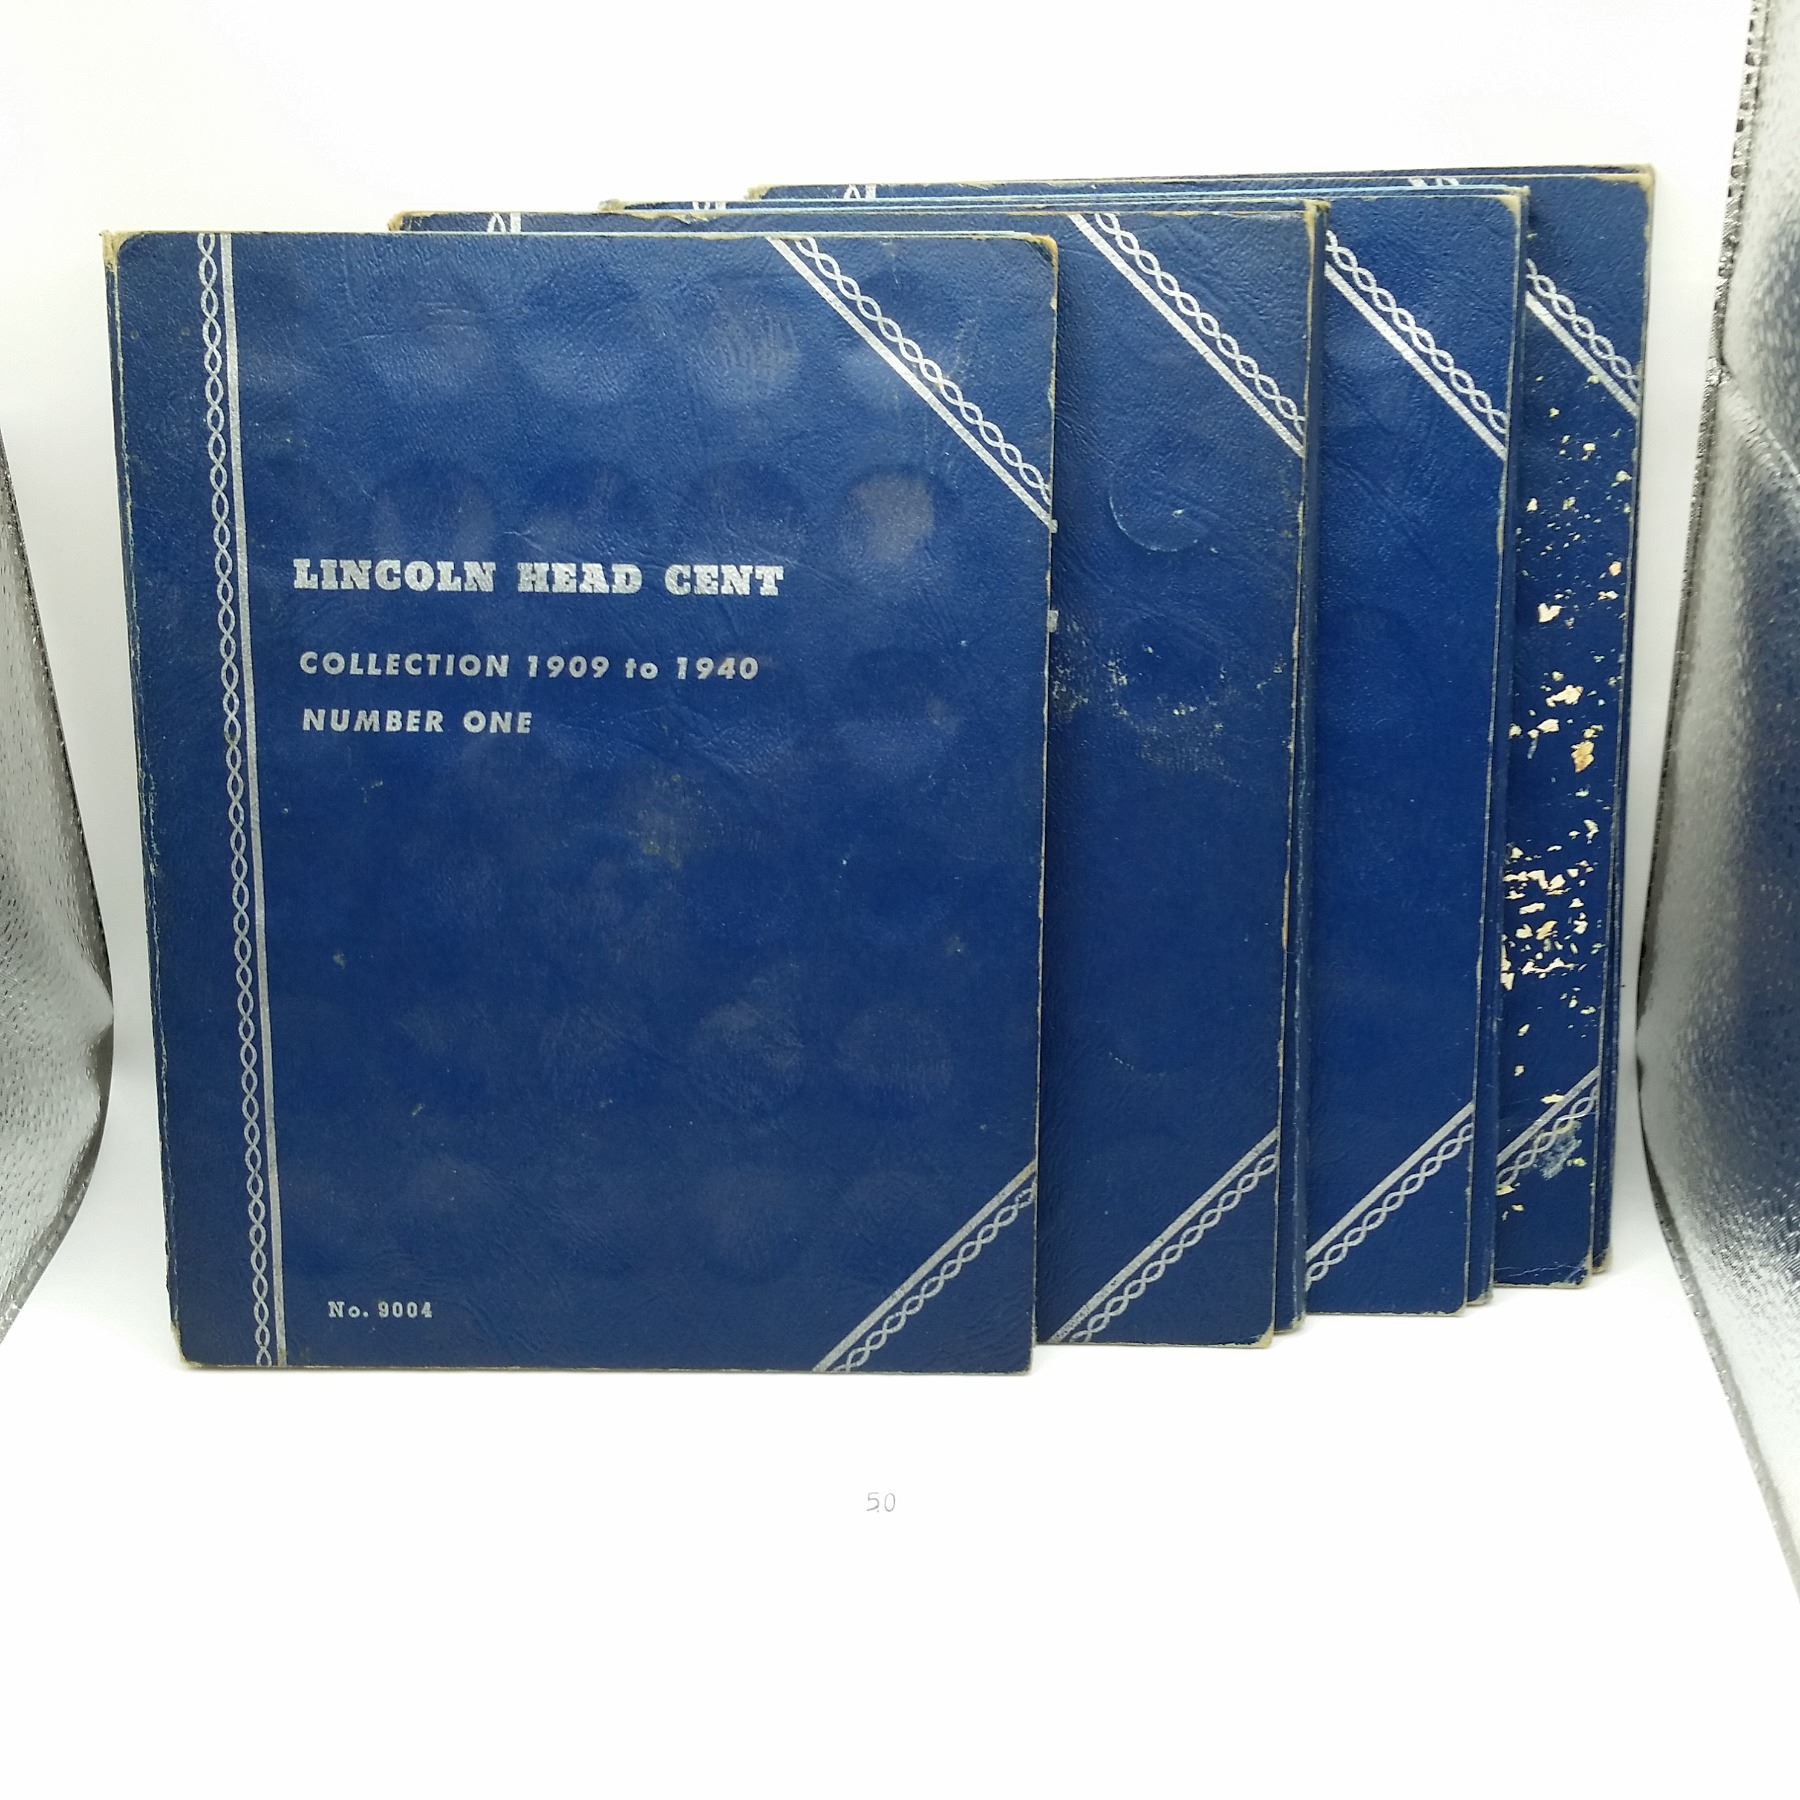 LINCOLN HEAD CENT
COLLECTION 1909 to 1940
NUMBER ONE
No. 9004
50